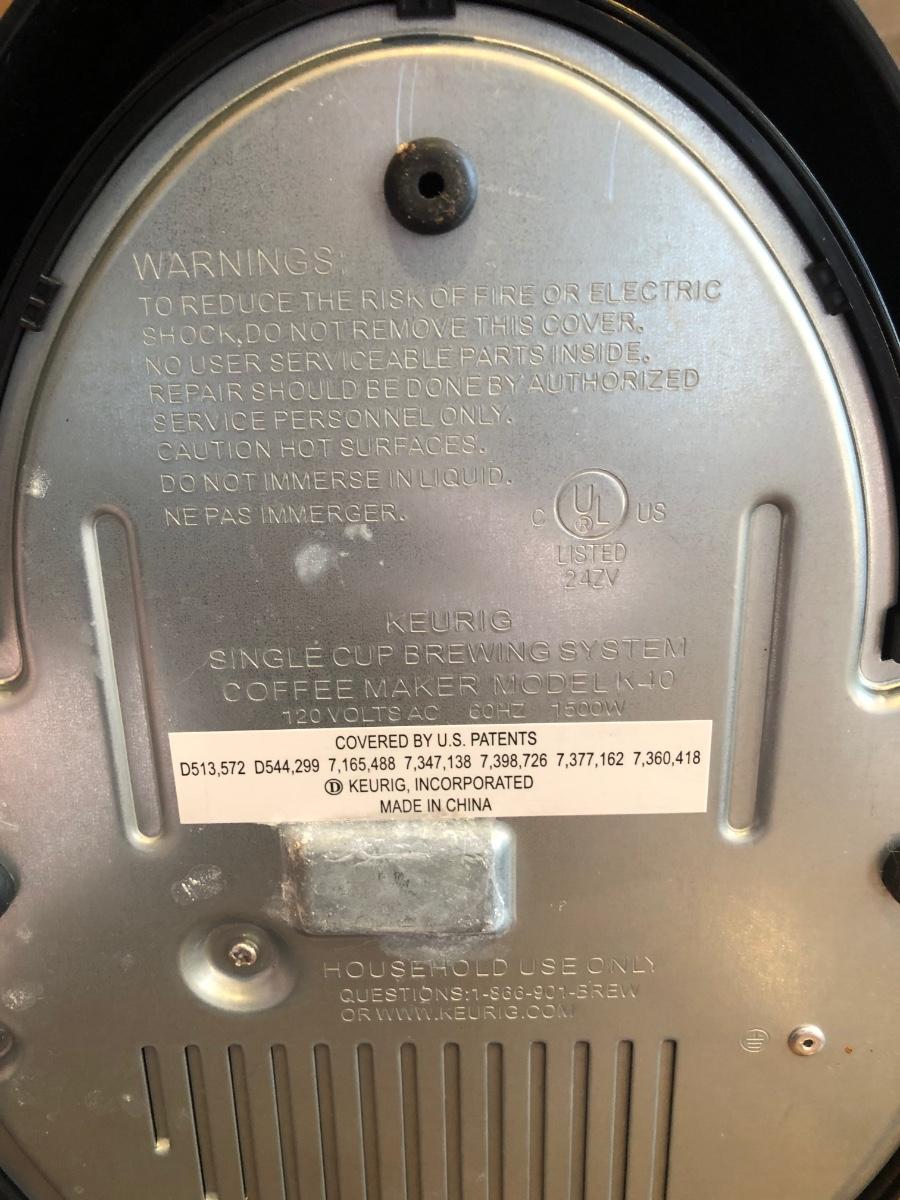 WARNINGS:
TO REDUCE THE RISK OF FIRE OR ELECTRIC
SHOCK,DO NOT REMOVE THIS COVER.
NO USER SERVICEABLE PARTS INSIDE.
REPAIR SHOULD BE DONE BY AUTHORIZED
SERVICE PERSONNEL ONLY.
CAUTION HOT SURFACES.
DO NOT IMMERSE IN LIQUID.
NE PAS IMMERGER.
C UL® US
LISTED
24ZV
KEURIG
SINGLE CUP BREWING SYSTEM
COFFEE MAKER MODEL K-40
120 VOLTS AC 60HZ 1500W
COVERED BY U.S. PATENTS
D513,572 D544,299 7,165,488 7,347,138 7,398,726 7,377,162 7,360,418
Ⓓ KEURIG, INCORPORATED
MADE IN CHINA
HOUSEHOLD USE ONLY
QUESTIONS:1-866-901-BREW
OR WWW.KEURIG.COM